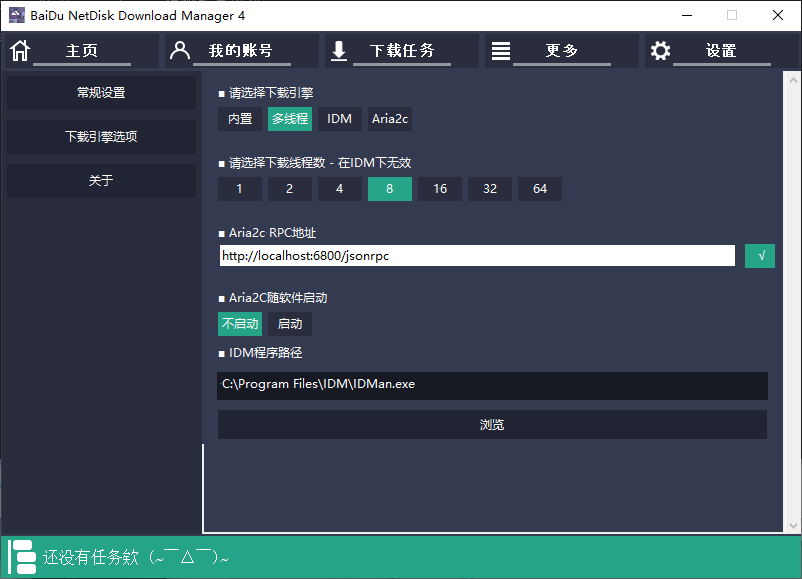 BaiDu NetDisk Download Manager 4
主页 我的账号 下载任务 更多 设置
常规设置
下载引擎选项
关于
■ 请选择下载引擎
内置 多线程 IDM Aria2c
■ 请选择下载线程数 - 在IDM下无效
1 2 4 8 16 32 64
■ Aria2c RPC地址
http://localhost:6800/jsonrpc √
■ Aria2C随软件启动
不启动 启动
■ IDM程序路径
C:\Program Files\IDM\IDMan.exe
浏览
还没有任务欸（~￣△￣）~